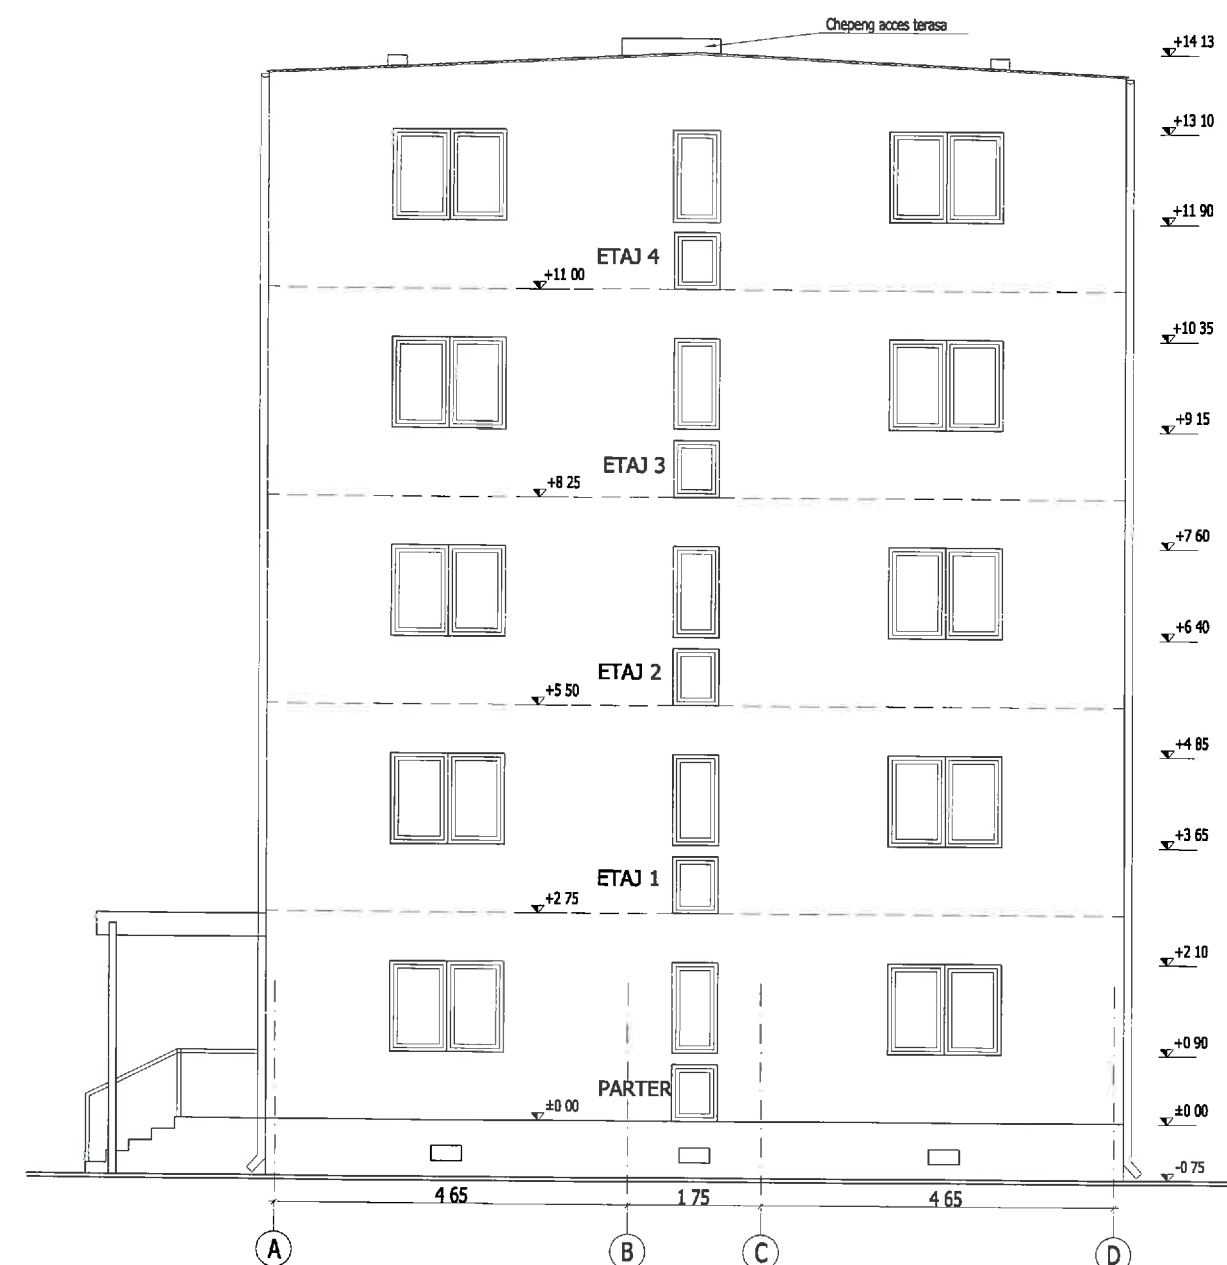 Chepeng acces terasa
+14 13
+13 10
+11 90
ETAJ 4
+11 00
+10 35
+9 15
ETAJ 3
+8 25
+7 60
+6 40
ETAJ 2
+5 50
+4 85
+3 65
ETAJ 1
+2 75
+2 10
+0 90
PARTER
±0 00
±0 00
-0 75
4 65
1 75
4 65
A
B
C
D